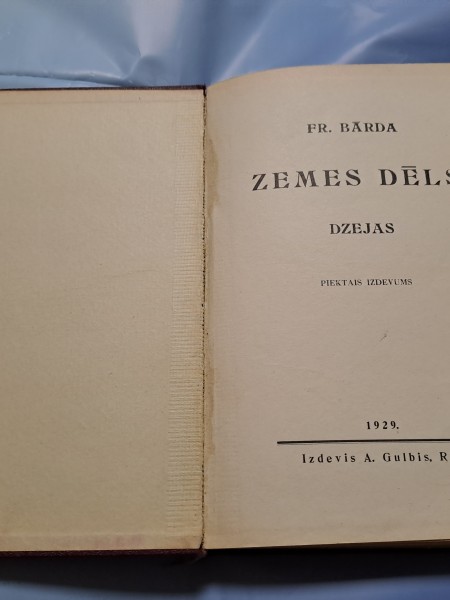 FR. BĀRDA
ZEMES DĒLS
DZEJAS
PIEKTAIS IZDEVUMS
1929.
Izdevis A. Gulbis, R